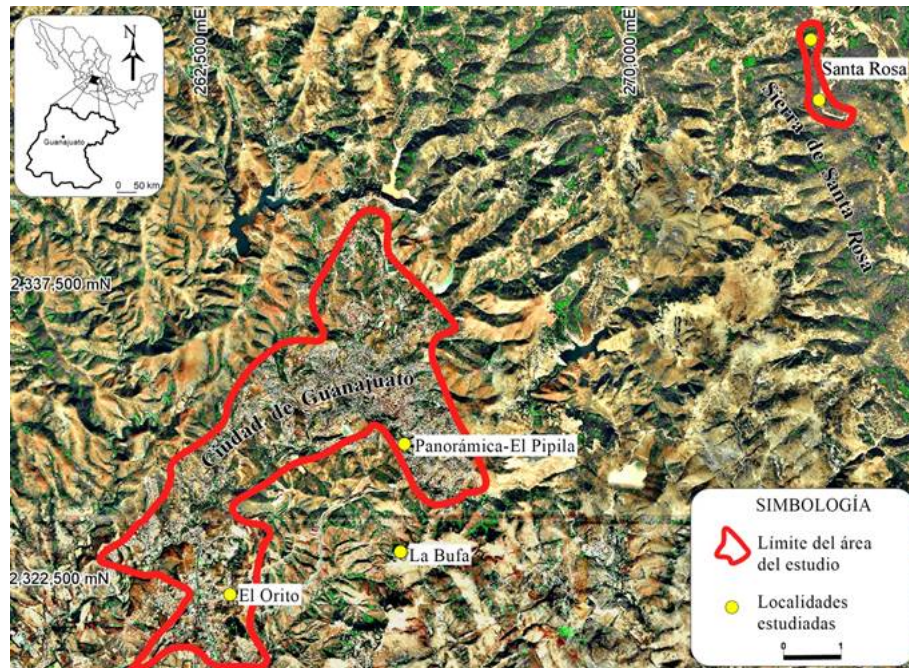 N
Guanajuato
0 50 km
262,500 mE
270,000 mE
Santa Rosa
Sierra de Santa Rosa
2,337,500 mN
Ciudad de Guanajuato
Panorámica-El Pipila
La Bufa
El Orito
2,322,500 mN
SIMBOLOGÍA
Límite del área
del estudio
Localidades
estudiadas
0 1